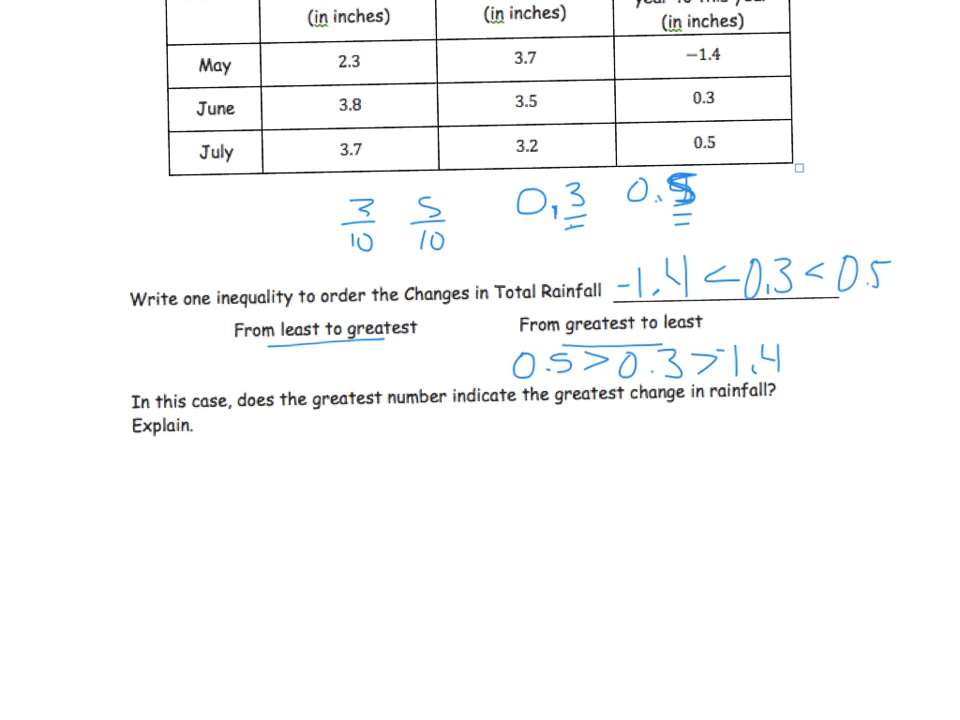 (in inches) (in inches) (in inches)
May 2.3 3.7 −1.4
June 3.8 3.5 0.3
July 3.7 3.2 0.5
3/10 5/10 0.3 0.5
Write one inequality to order the Changes in Total Rainfall -1.4 < 0.3 < 0.5
From least to greatest From greatest to least
0.5 > 0.3 > -1.4
In this case, does the greatest number indicate the greatest change in rainfall?
Explain.